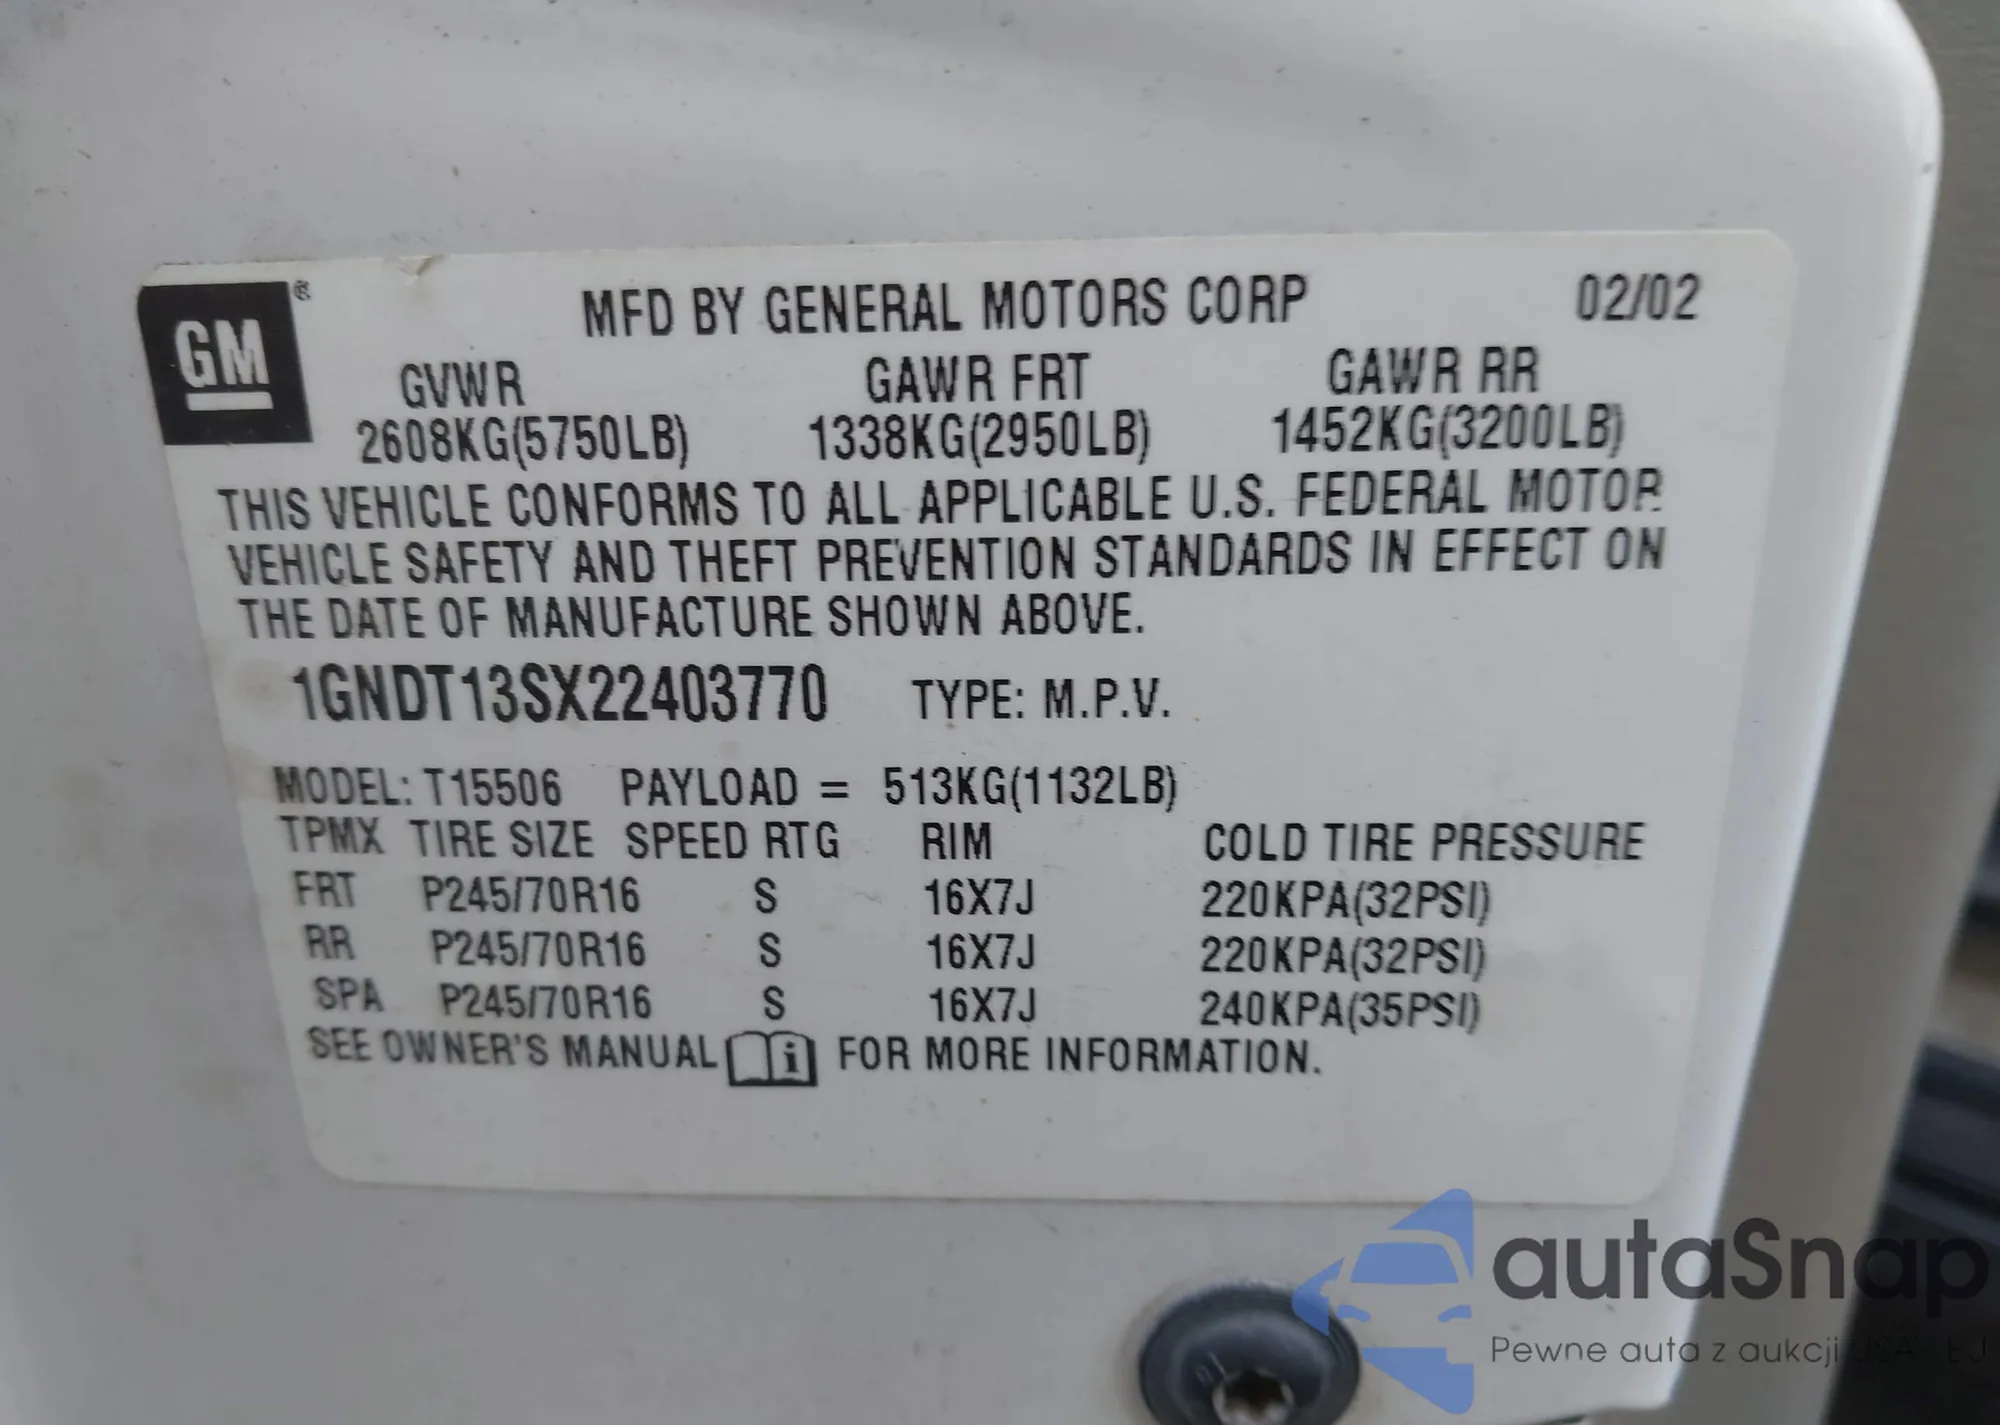 GM ® MFD BY GENERAL MOTORS CORP 02/02
GVWR GAWR FRT GAWR RR
2608KG(5750LB) 1338KG(2950LB) 1452KG(3200LB)
THIS VEHICLE CONFORMS TO ALL APPLICABLE U.S. FEDERAL MOTOR
VEHICLE SAFETY AND THEFT PREVENTION STANDARDS IN EFFECT ON
THE DATE OF MANUFACTURE SHOWN ABOVE.
1GNDT13SX22403770 TYPE: M.P.V.
MODEL: T15506 PAYLOAD = 513KG(1132LB)
TPMX TIRE SIZE SPEED RTG RIM COLD TIRE PRESSURE
FRT P245/70R16 S 16X7J 220KPA(32PSI)
RR P245/70R16 S 16X7J 220KPA(32PSI)
SPA P245/70R16 S 16X7J 240KPA(35PSI)
SEE OWNER'S MANUAL i FOR MORE INFORMATION.
autaSnap
Pewne auta z aukcji USA